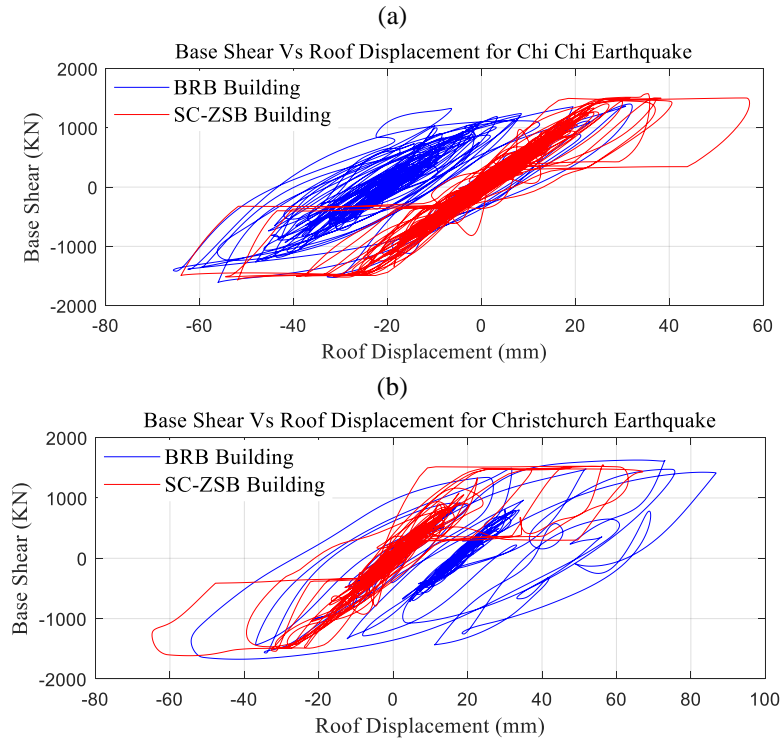 (a)
Base Shear Vs Roof Displacement for Chi Chi Earthquake
2000
BRB Building
SC-ZSB Building
1000
0
-1000
-2000
Base Shear (KN)
-80 -60 -40 -20 0 20 40 60
Roof Displacement (mm)
(b)
Base Shear Vs Roof Displacement for Christchurch Earthquake
2000
BRB Building
SC-ZSB Building
1000
0
-1000
-2000
Base Shear (KN)
-80 -60 -40 -20 0 20 40 60 80 100
Roof Displacement (mm)